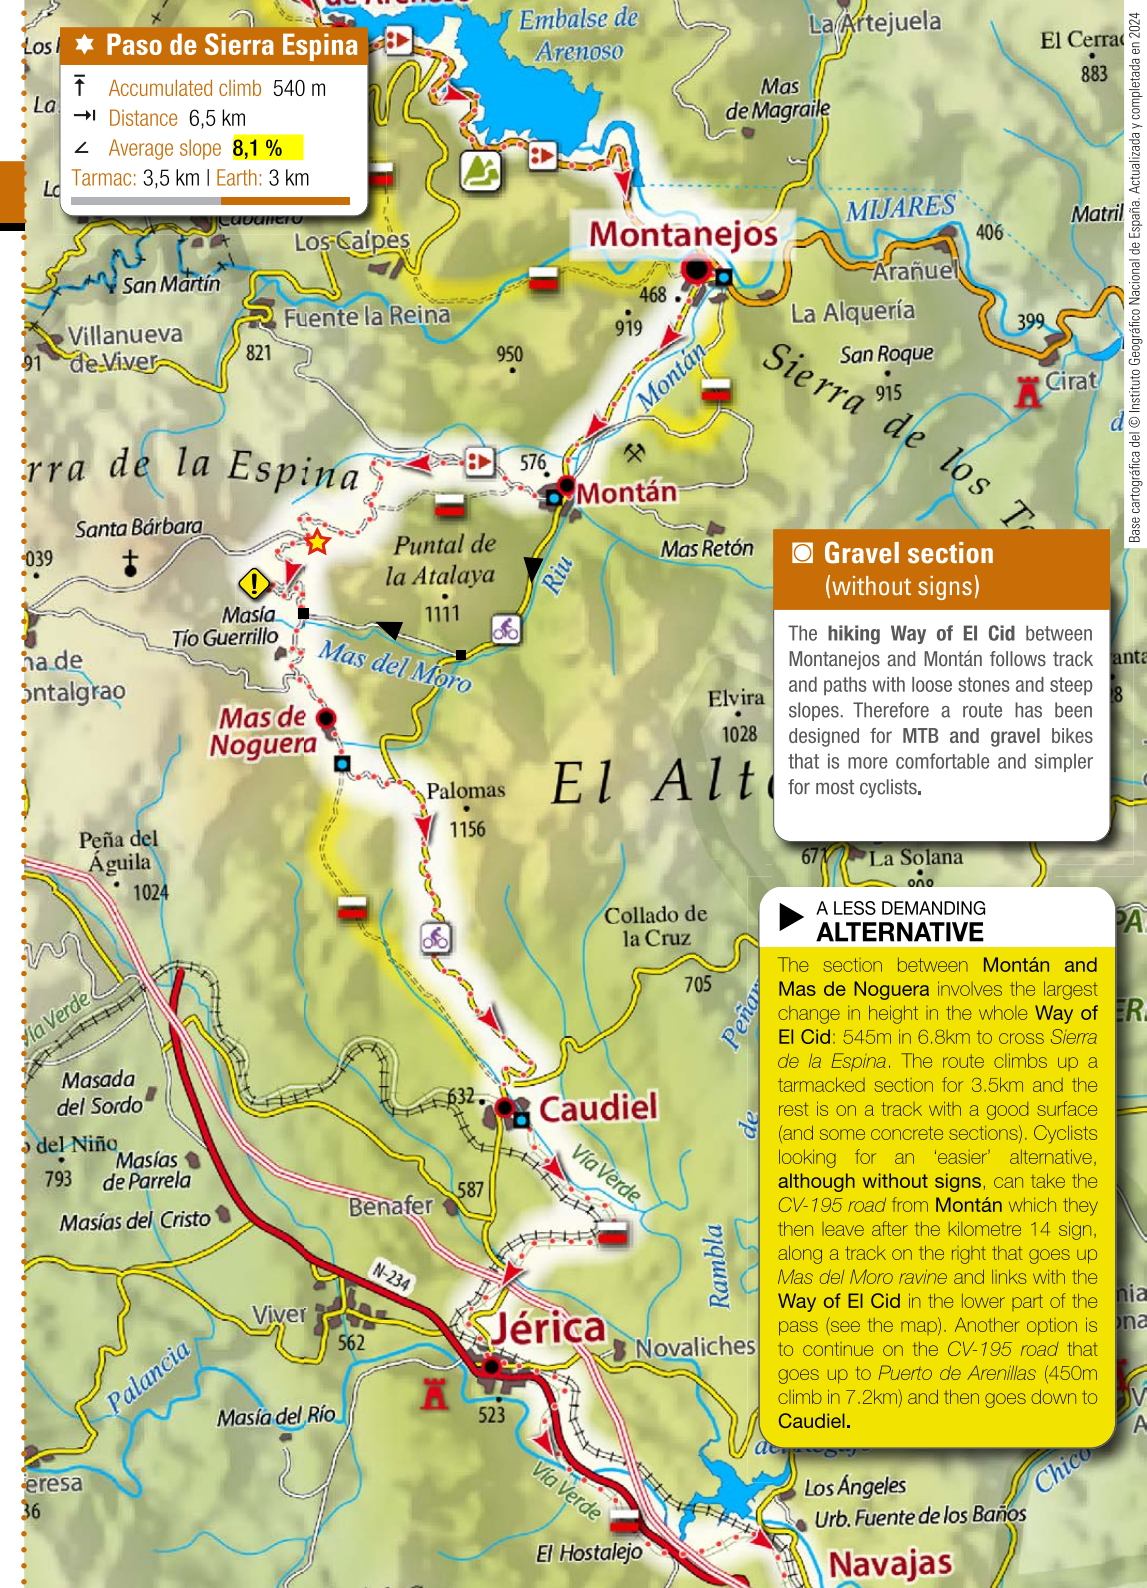 de Arenoso
Embalse de
Arenoso
La Artejuela
El Cerra
883
Los
Paso de Sierra Espina
Accumulated climb 540 m
Distance 6,5 km
Average slope 8,1 %
Tarmac: 3,5 km | Earth: 3 km
La
Mas
de Magraile
Base cartográfica del © Instituto Geográfico Nacional de España. Actualizada y completada en 2024
Caballero
Los Calpes
Montanejos
MIJARES
406
Matril
Arañuel
San Martín
468
919
La Alquería
399
Fuente la Reina
Villanueva
de Viver
91
821
950
Montán
San Roque
915
Cirat
Sierra de los
rra de la Espina
576
Montán
Santa Bárbara
039
Puntal de
la Atalaya
1111
Riu
Mas Retón
Masía
Tío Guerrillo
Mas del Moro
na de
ontalgrao
Gravel section
(without signs)
The hiking Way of El Cid between
Montanejos and Montán follows track
and paths with loose stones and steep
slopes. Therefore a route has been
designed for MTB and gravel bikes
that is more comfortable and simpler
for most cyclists.
Mas de
Noguera
Elvira
1028
El Alto
Palomas
1156
Peña del
Águila
1024
671
La Solana
808
Collado de
la Cruz
705
A LESS DEMANDING
ALTERNATIVE
The section between Montán and
Mas de Noguera involves the largest
change in height in the whole Way of
El Cid: 545m in 6.8km to cross Sierra
de la Espina. The route climbs up a
tarmacked section for 3.5km and the
rest is on a track with a good surface
(and some concrete sections). Cyclists
looking for an ‘easier’ alternative,
although without signs, can take the
CV-195 road from Montán which they
then leave after the kilometre 14 sign,
along a track on the right that goes up
Mas del Moro ravine and links with the
Way of El Cid in the lower part of the
pass (see the map). Another option is
to continue on the CV-195 road that
goes up to Puerto de Arenillas (450m
climb in 7.2km) and then goes down to
Caudiel.
Vía Verde
Masada
del Sordo
632
Caudiel
del Niño
793
Masías
de Parrela
Vía Verde
587
Benafer
Masías del Cristo
Rambla
de
N-234
Viver
562
Jérica
Novaliches
Palancia
Masía del Río
523
Vía Verde
eresa
36
El Hostalejo
Los Ángeles
Urb. Fuente de los Baños
Chico
Navajas